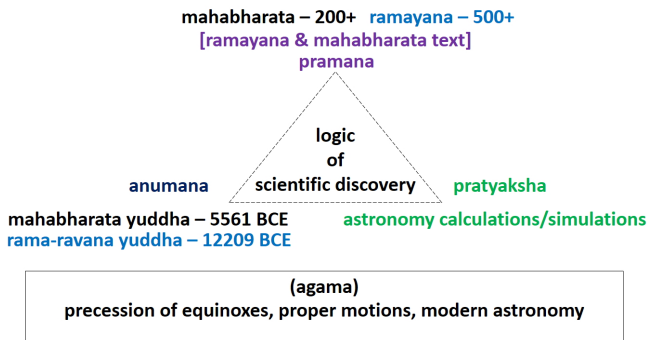 mahabharata – 200+ ramayana – 500+
[ramayana & mahabharata text]
pramana
logic
of
scientific discovery
anumana
pratyaksha
mahabharata yuddha – 5561 BCE
astronomy calculations/simulations
rama-ravana yuddha – 12209 BCE
(agama)
precession of equinoxes, proper motions, modern astronomy